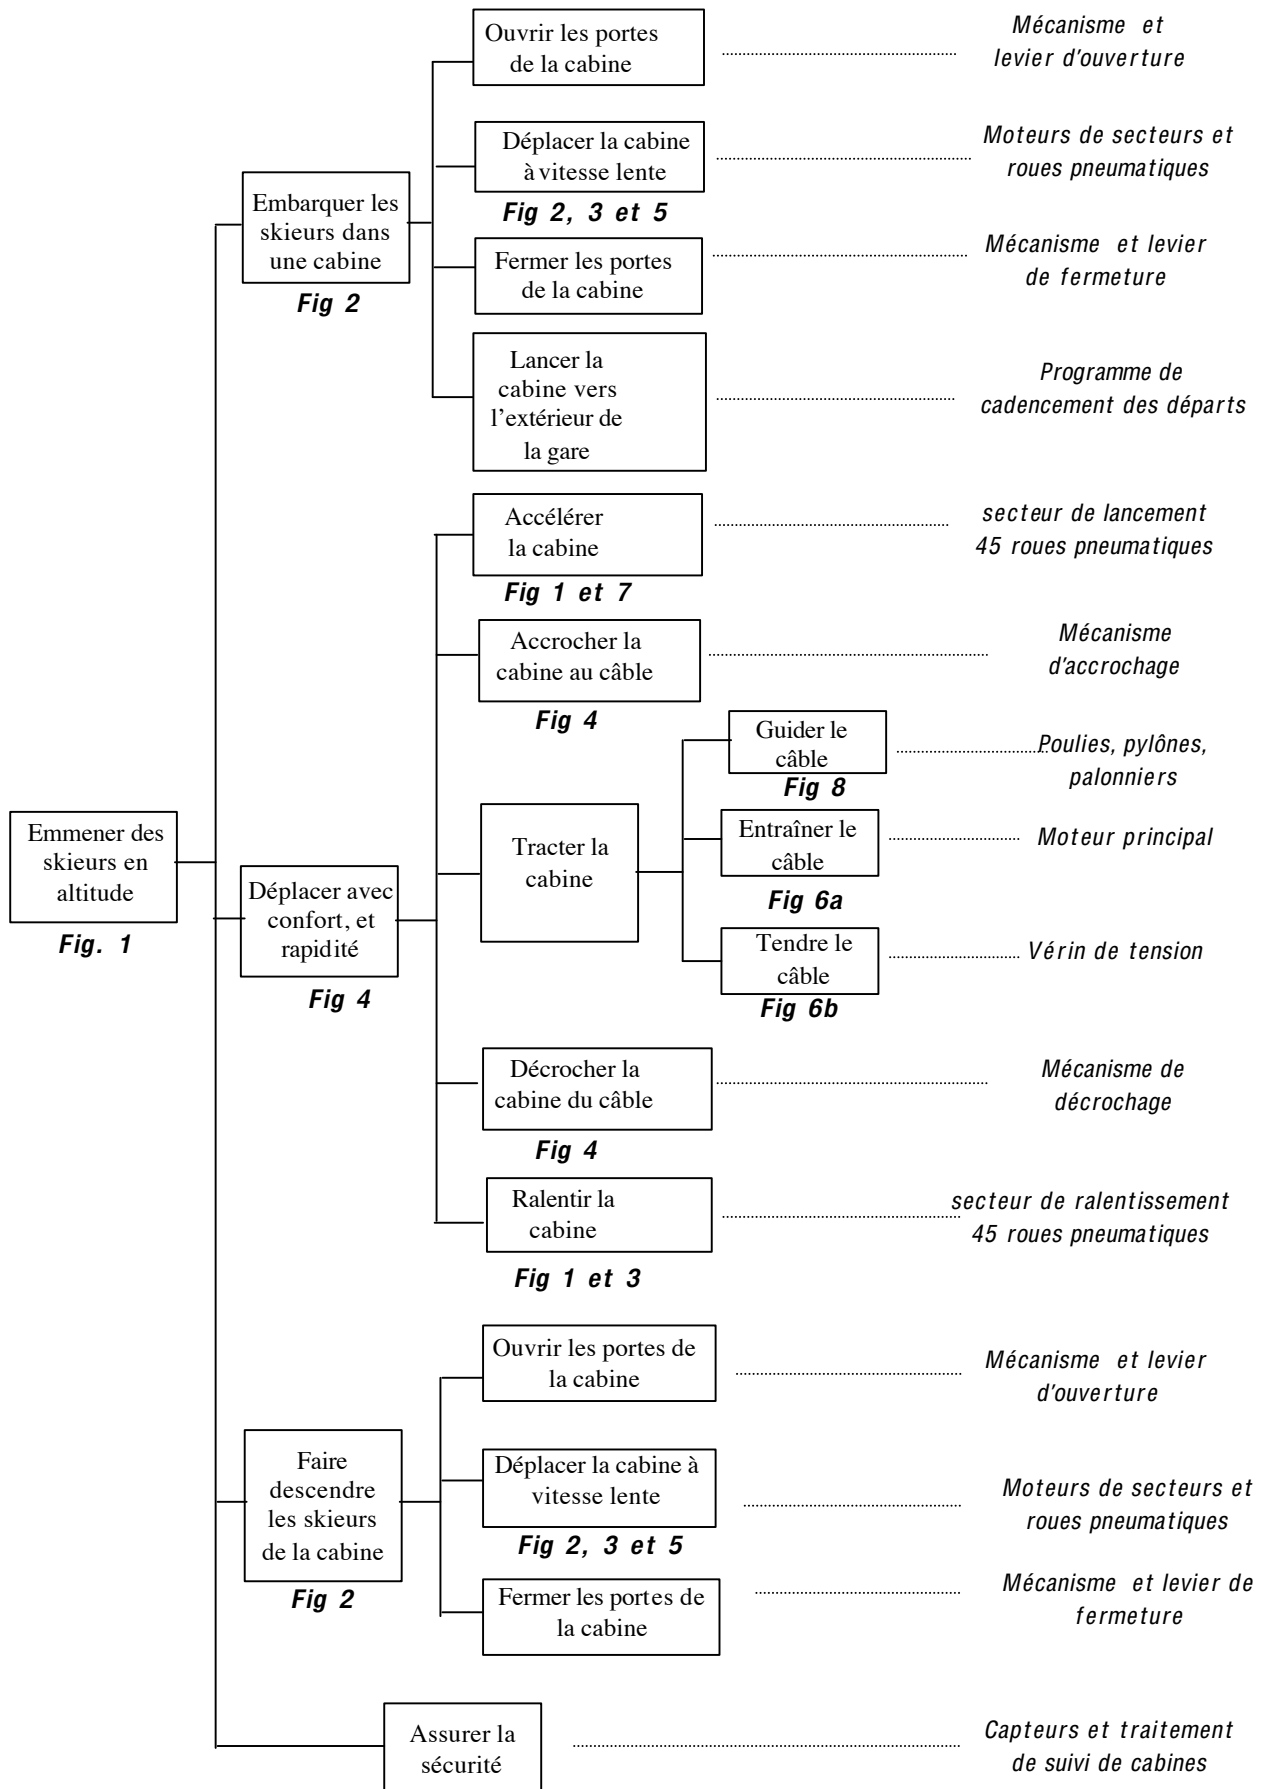 Ouvrir les portes
de la cabine
Mécanisme et
levier d'ouverture
Déplacer la cabine
à vitesse lente
Fig 2, 3 et 5
Moteurs de secteurs et
roues pneumatiques
Embarquer les
skieurs dans
une cabine
Fig 2
Fermer les portes
de la cabine
Mécanisme et levier
de fermeture
Lancer la
cabine vers
l'extérieur de
la gare
Programme de
cadencement des départs
Accélérer
la cabine
Fig 1 et 7
secteur de lancement
45 roues pneumatiques
Accrocher la
cabine au câble
Fig 4
Mécanisme
d'accrochage
Guider le
câble
Fig 8
Poulies, pylônes,
palonniers
Emmener des
skieurs en
altitude
Fig. 1
Déplacer avec
confort, et
rapidité
Fig 4
Tracter la
cabine
Entraîner le
câble
Fig 6a
Moteur principal
Tendre le
câble
Fig 6b
Vérin de tension
Décrocher la
cabine du câble
Fig 4
Mécanisme de
décrochage
Ralentir la
cabine
Fig 1 et 3
secteur de ralentissement
45 roues pneumatiques
Ouvrir les portes de
la cabine
Mécanisme et levier
d'ouverture
Faire
descendre
les skieurs
de la cabine
Fig 2
Déplacer la cabine à
vitesse lente
Fig 2, 3 et 5
Moteurs de secteurs et
roues pneumatiques
Fermer les portes de
la cabine
Mécanisme et levier de
fermeture
Assurer la
sécurité
Capteurs et traitement
de suivi de cabines